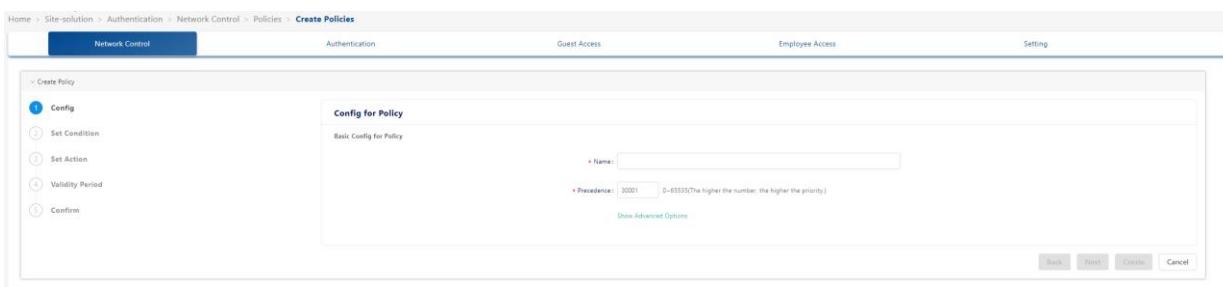 Home > Site-solution > Authentication > Network Control > Policies > Create Policies
Network Control Authentication Guest Access Employee Access Setting
Create Policy
1 Config
2 Set Condition
3 Set Action
4 Validity Period
5 Confirm
Config for Policy
Basic Config for Policy
* Name:
* Precedence: 30001 0~65535(The higher the number, the higher the priority.)
Show Advanced Options
Back Next Create Cancel